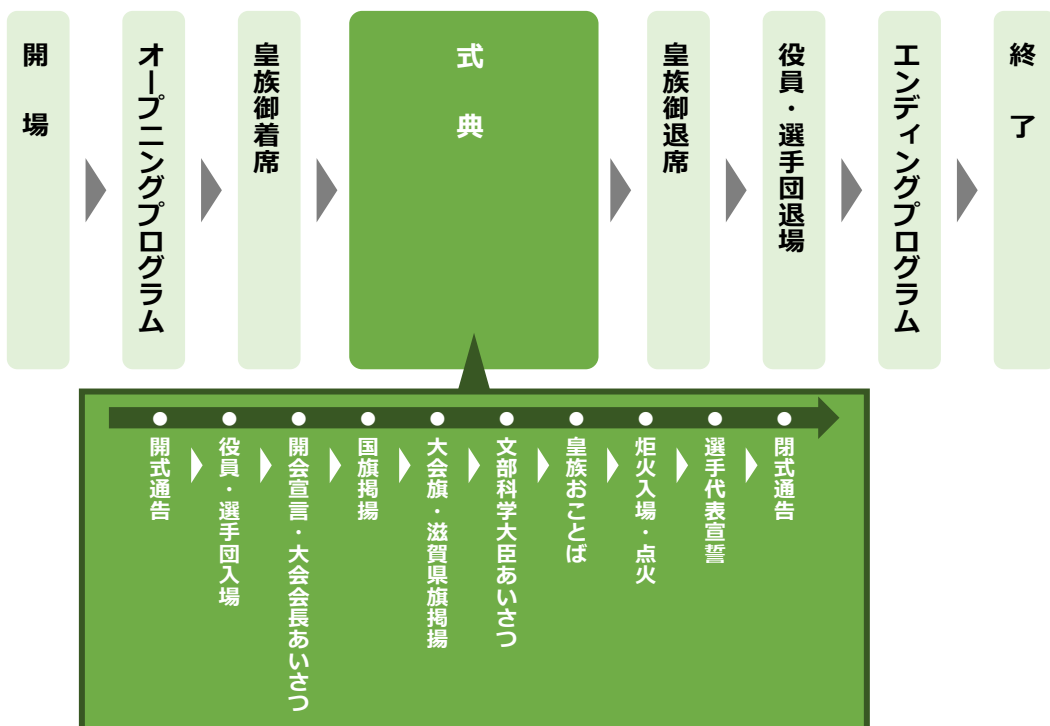 開場
オープニングプログラム
皇族御着席
式典
皇族御退席
役員・選手団退場
エンディングプログラム
終了
開式通告
役員・選手団入場
開会宣言・大会会長あいさつ
国旗掲揚
大会旗・滋賀県旗掲揚
文部科学大臣あいさつ
皇族おことば
炬火入場・点火
選手代表宣誓
閉式通告